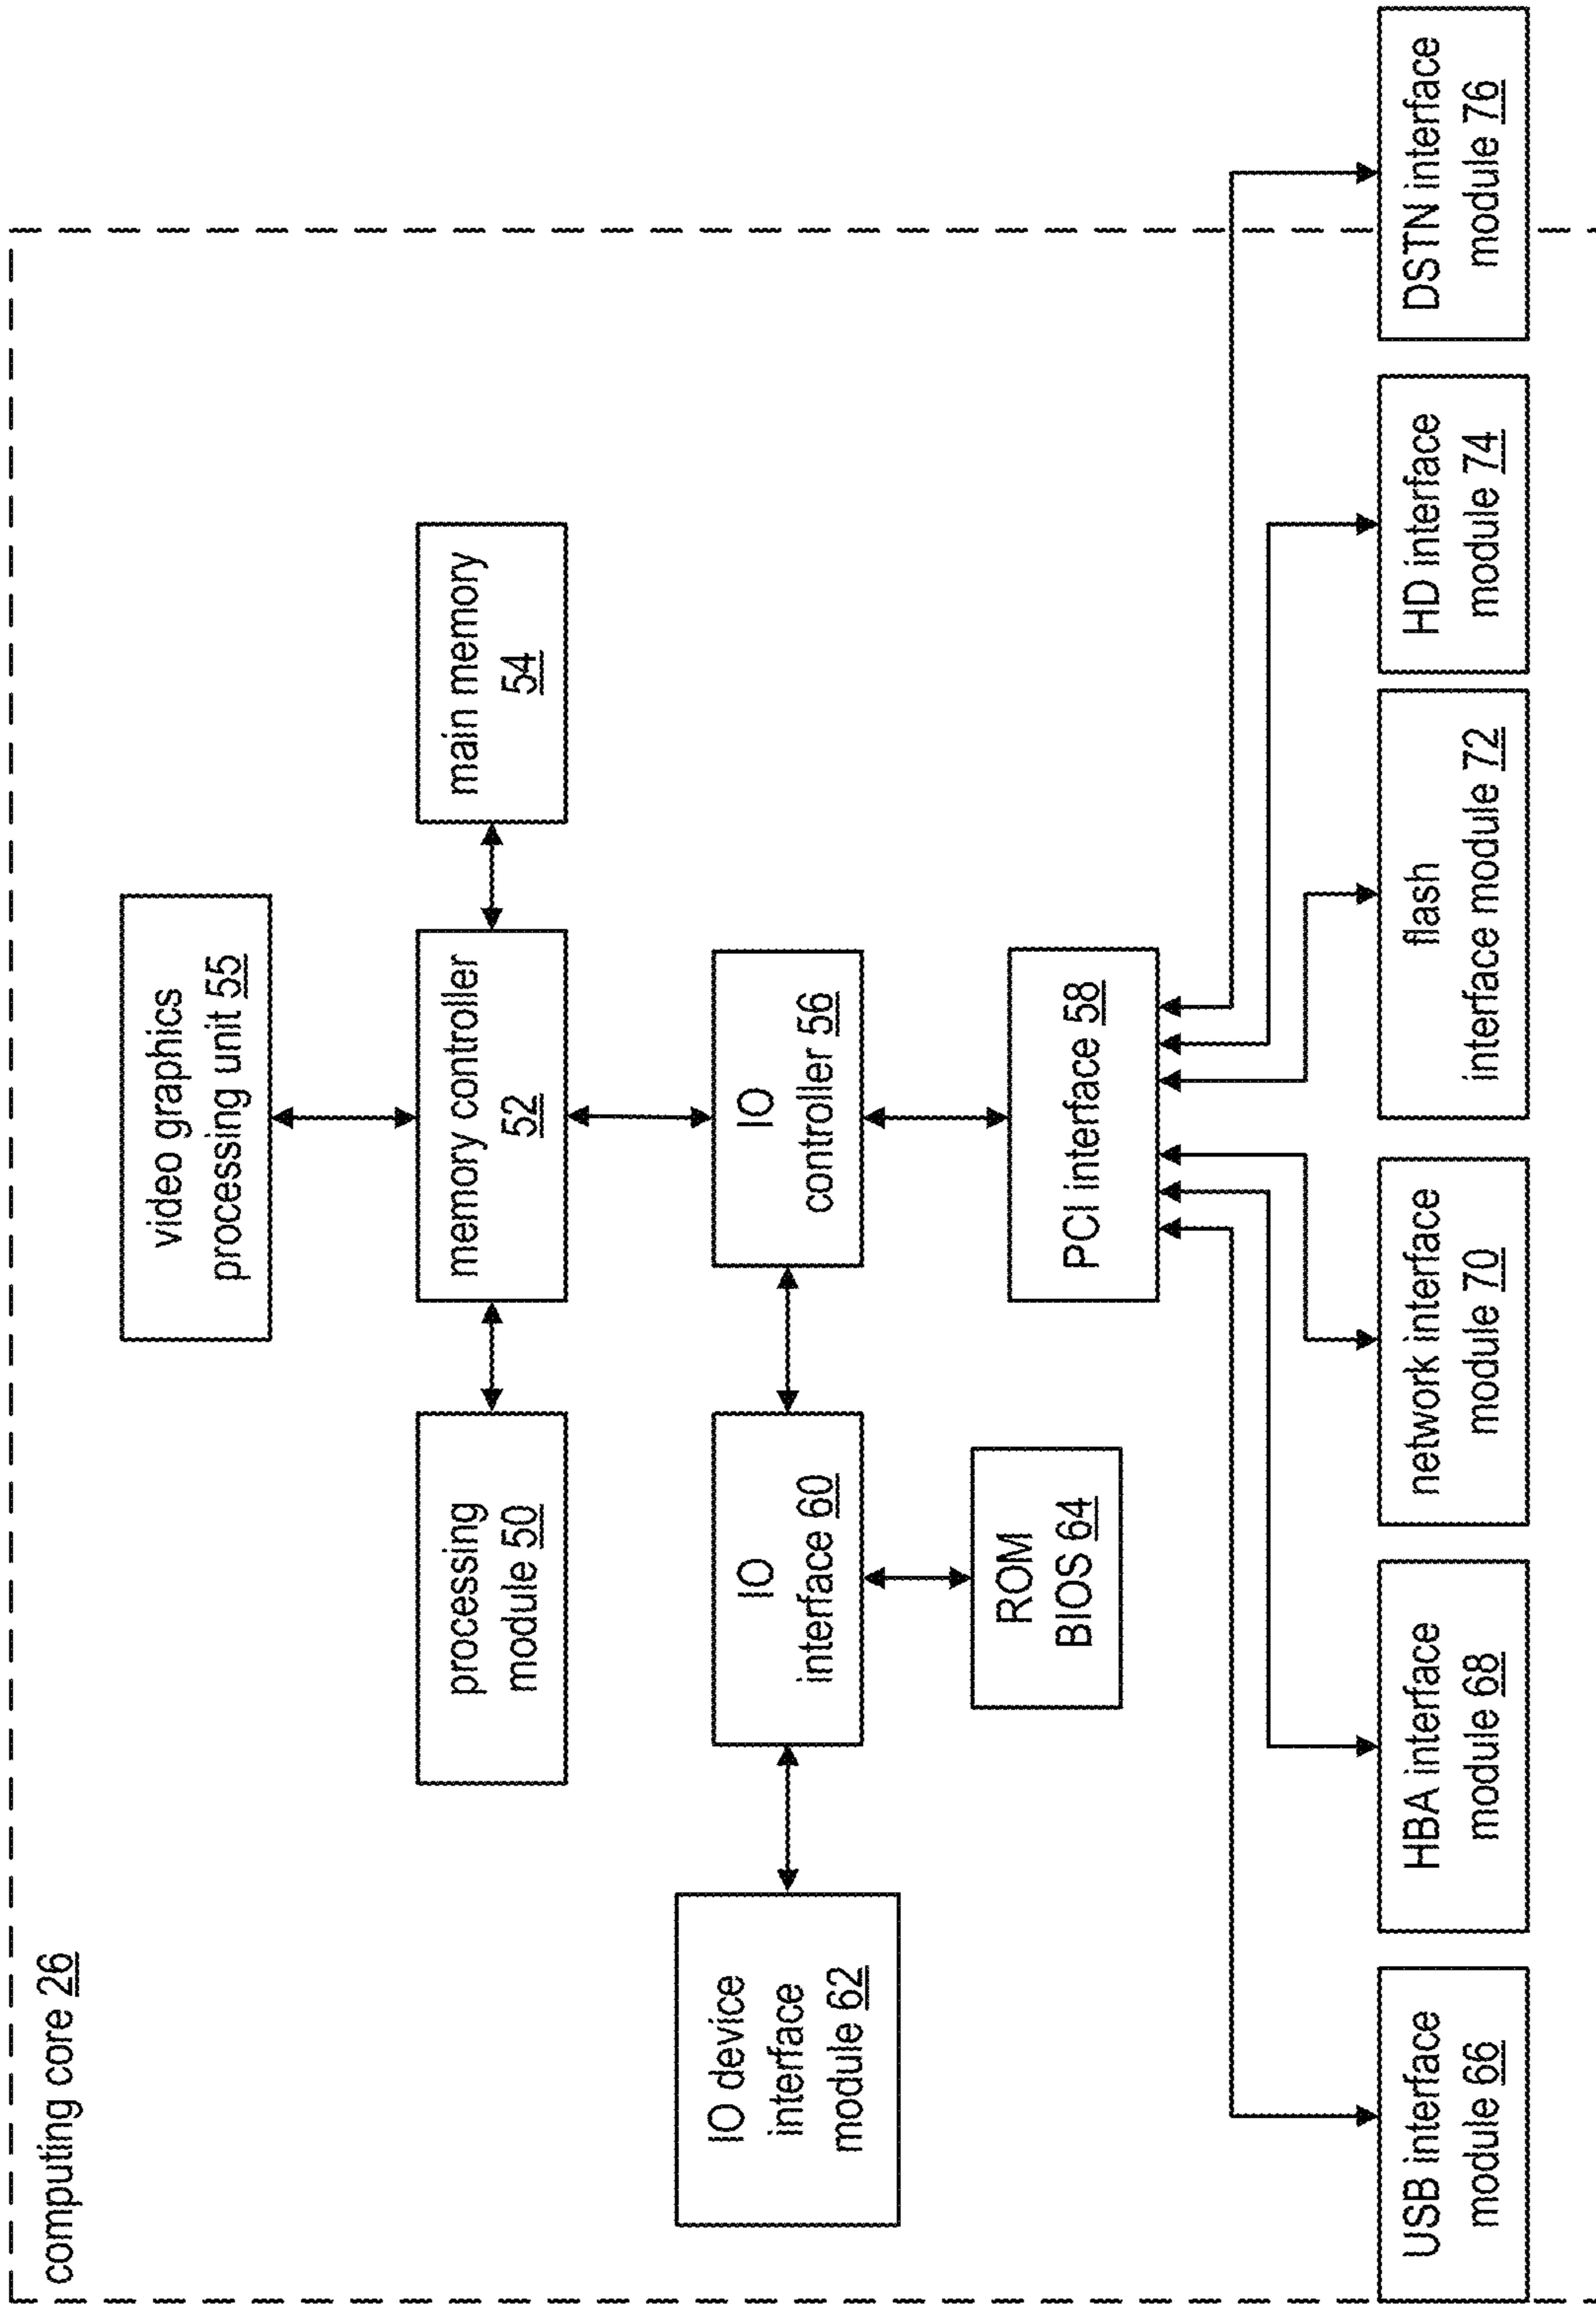 computing core 26
video graphics
processing unit 55
processing
module 50
memory controller
52
main memory
54
IO device
interface
module 62
IO
interface 60
IO
controller 56
ROM
BIOS 64
PCI interface 58
USB interface
module 66
HBA interface
module 68
network interface
module 70
flash
interface module 72
HD interface
module 74
DSTN interface
module 76